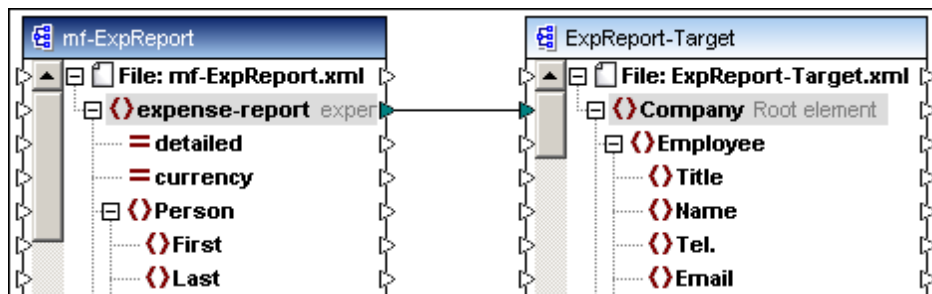 mf-ExpReport
File: mf-ExpReport.xml
expense-report exper
detailed
currency
Person
First
Last
ExpReport-Target
File: ExpReport-Target.xml
Company Root element
Employee
Title
Name
Tel.
Email